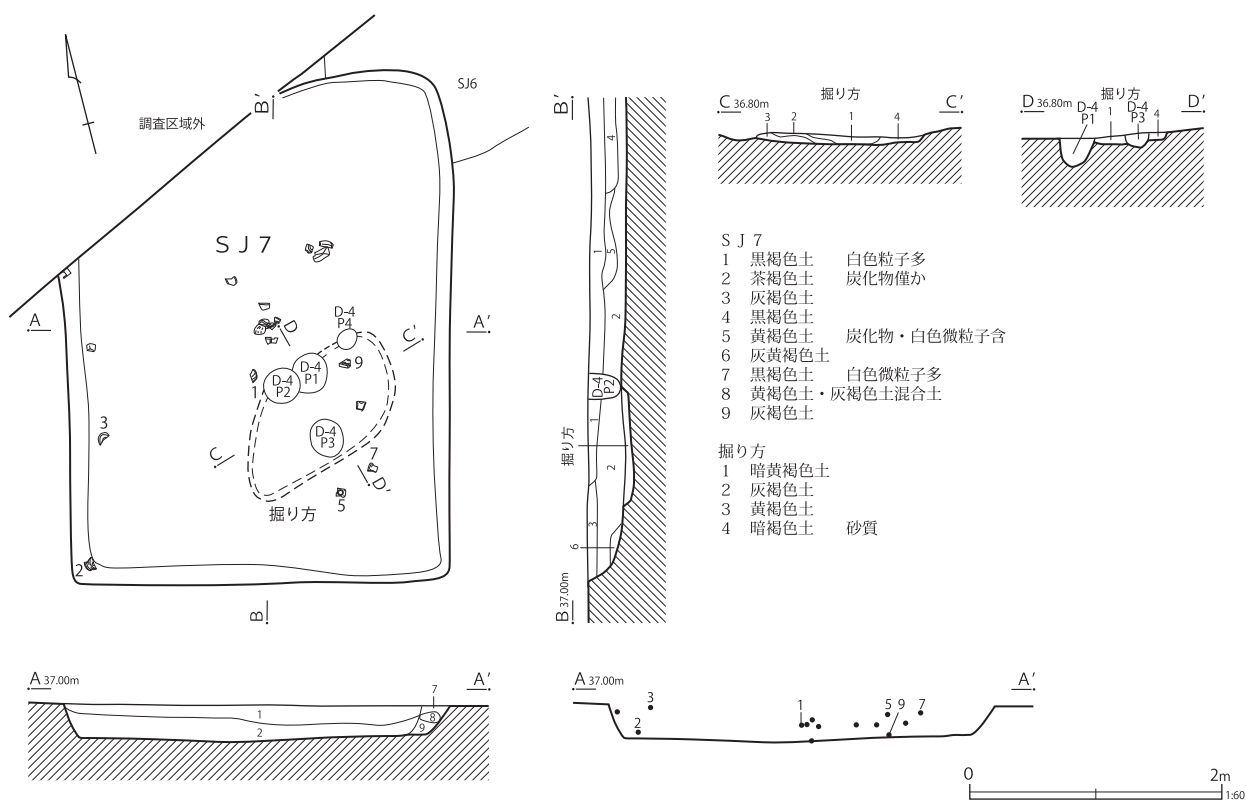 SJ6
調査区域外
B'
SJ7
A
A'
D-4
P4
D
C'
9
D-4
P1
D-4
P2
1
3
D-4
P3
C
7
D'
5
掘り方
2
B
B'
4
1
5
2
D-4
P2
1
掘り方
2
3
6
B 37.00m
C 36.80m
掘り方
C'
3
2
1
4
D 36.80m
掘り方
D'
D-4
P1
1
D-4
P3
4
SJ7
1 黒褐色土 白色粒子多
2 茶褐色土 炭化物僅か
3 灰褐色土
4 黒褐色土
5 黄褐色土 炭化物・白色微粒子含
6 灰黄褐色土
7 黒褐色土 白色微粒子多
8 黄褐色土・灰褐色土混合土
9 灰褐色土
掘り方
1 暗黄褐色土
2 灰褐色土
3 黄褐色土
4 暗褐色土 砂質
A 37.00m
A'
7
1
8
2
9
A 37.00m
A'
3
2
1
5 9 7
0
2m
1:60